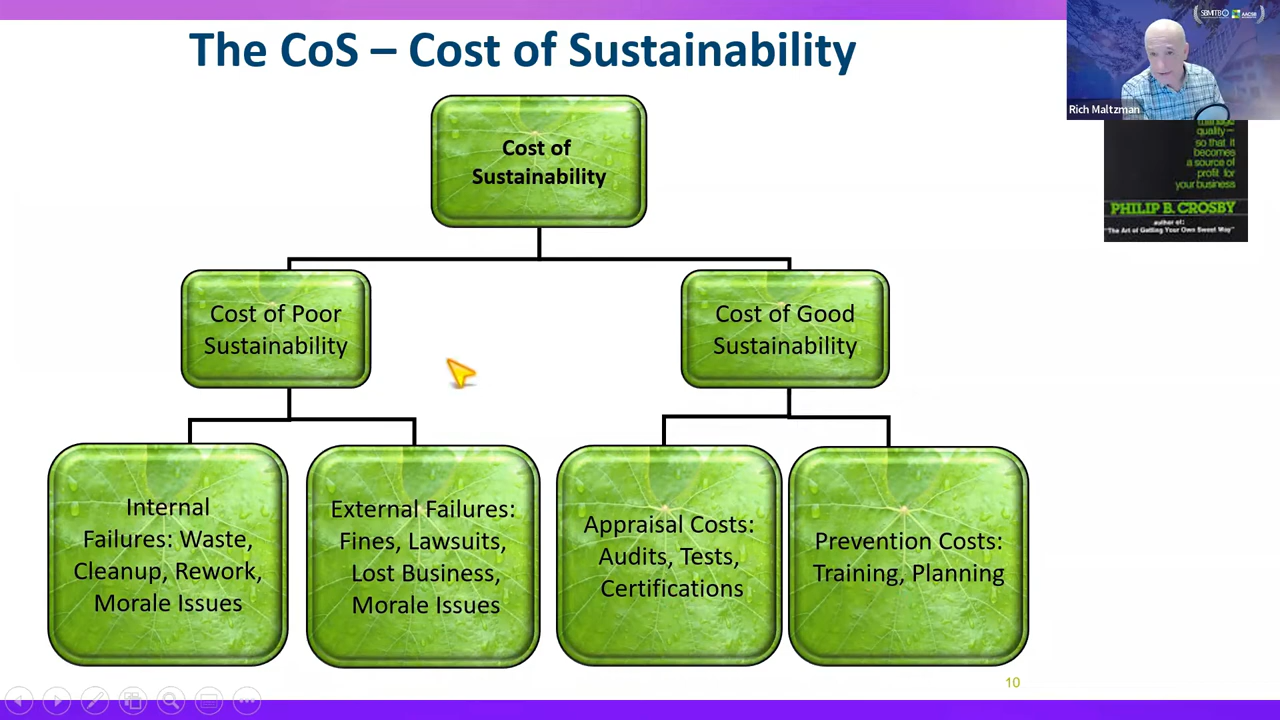 The CoS – Cost of Sustainability
Cost of
Sustainability
Cost of Poor
Sustainability
Cost of Good
Sustainability
Internal
Failures: Waste,
Cleanup, Rework,
Morale Issues
External Failures:
Fines, Lawsuits,
Lost Business,
Morale Issues
Appraisal Costs:
Audits, Tests,
Certifications
Prevention Costs:
Training, Planning
10
Rich Maltzman
SBMTB
AACSB
manage
quality–
so that it
becomes
a source of
profit for
your business
PHILIP B. CROSBY
author of:
"The Art of Getting Your Own Sweet Way"